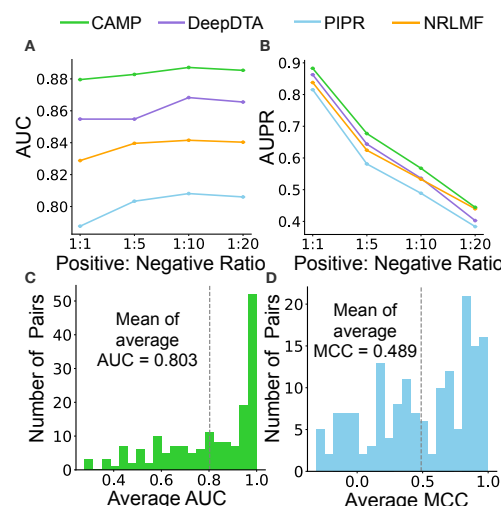 CAMP DeepDTA PIPR NRLMF
A B
AUC
0.88
0.86
0.84
0.82
0.80
1:1 1:5 1:10 1:20
Positive: Negative Ratio
AUPR
0.9
0.8
0.7
0.6
0.5
0.4
1:1 1:5 1:10 1:20
Positive: Negative Ratio
C D
Number of Pairs
50
40
30
20
10
0
Mean of
average
AUC = 0.803
0.4 0.6 0.8 1.0
Average AUC
Number of Pairs
20
15
10
5
0
Mean of
average
MCC = 0.489
0.0 0.5 1.0
Average MCC